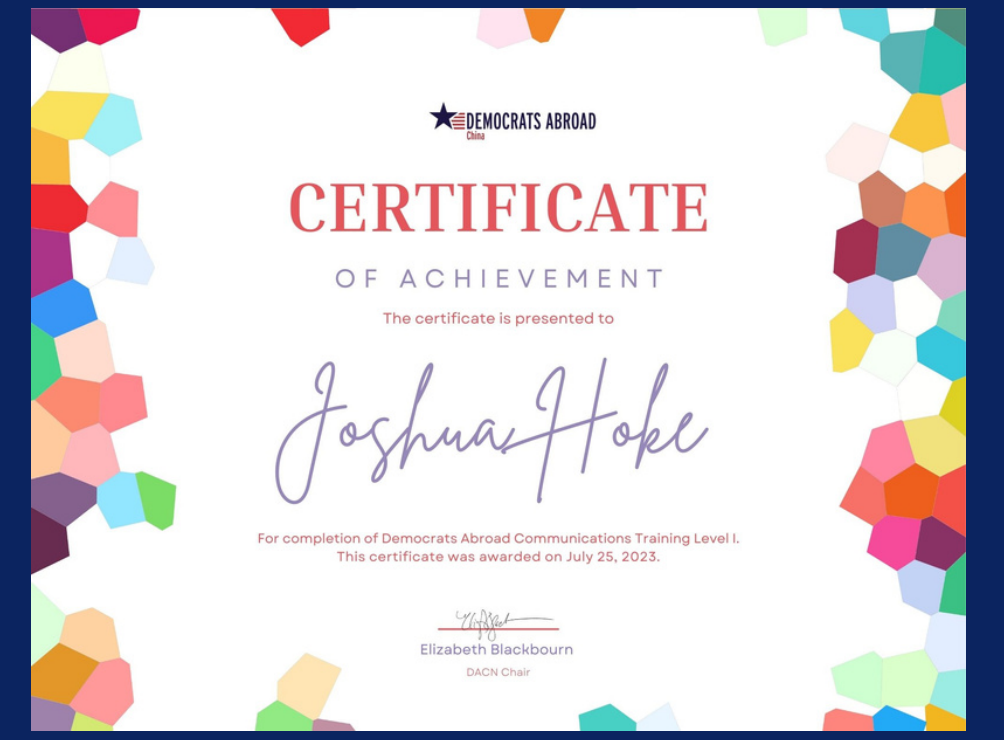 DEMOCRATS ABROAD
China
CERTIFICATE
OF ACHIEVEMENT
The certificate is presented to
Joshua Hoke
For completion of Democrats Abroad Communications Training Level I.
This certificate was awarded on July 25, 2023.
Elizabeth Blackbourn
DACN Chair